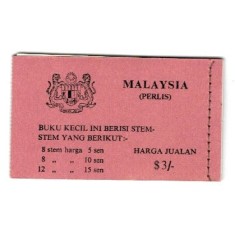 MALAYSIA
(PERLIS)
BUKU KECIL INI BERISI STEM-
STEM YANG BERIKUT:-
8 stem harga 5 sen
8 ,, ,, 10 sen
12 ,, ,, 15 sen
HARGA JUALAN
$3/-